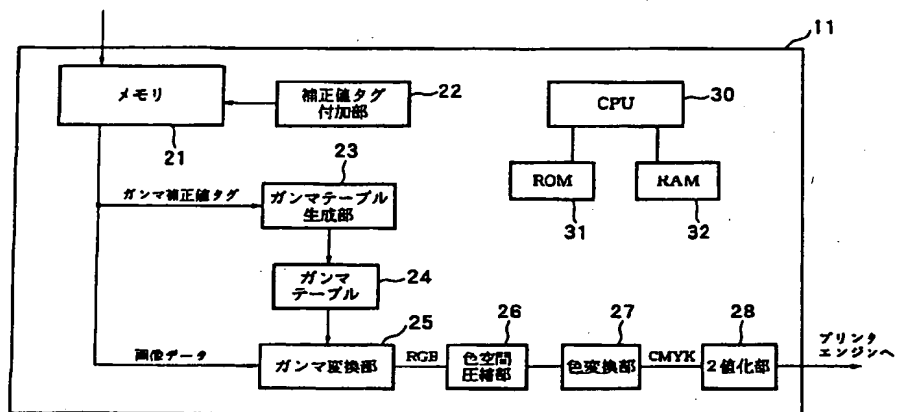 11
メモリ
21
補正値タグ
付加部
22
CPU
30
ROM
31
RAM
32
ガンマ補正値タグ
23
ガンマテーブル
生成部
ガンマ
テーブル
24
画像データ
25
ガンマ変換部
RGB
26
色空間
圧縮部
27
色変換部
CMYK
28
2値化部
プリンタ
エンジンへ